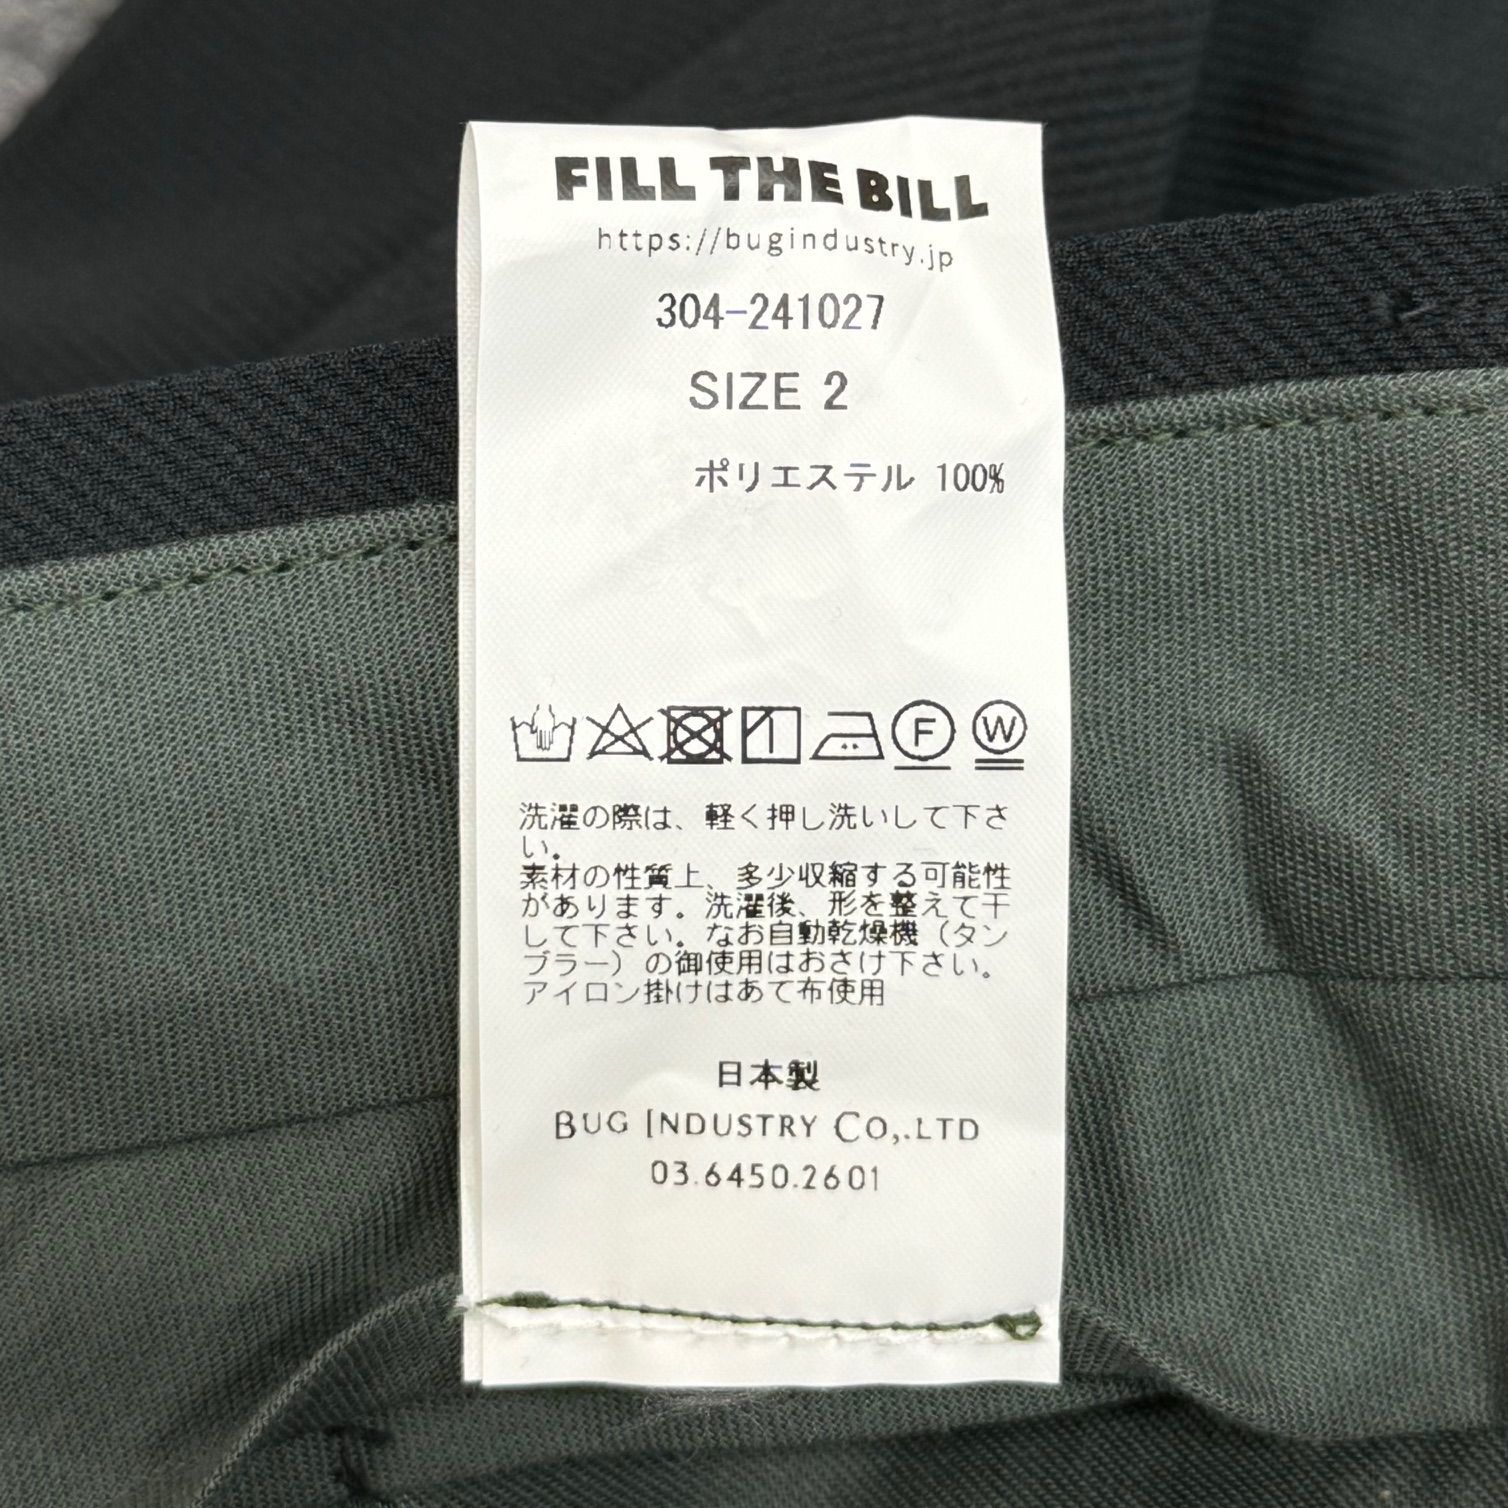 FILL THE BILL
https://bugindustry.jp
304-241027
SIZE 2
ポリエステル 100%
F W
洗濯の際は、軽く押し洗いして下さ
い。
素材の性質上、多少収縮する可能性
があります。洗濯後、形を整えて干
して下さい。なお自動乾燥機（タン
ブラー）の御使用はおさけ下さい。
アイロン掛けはあて布使用
日本製
BUG INDUSTRY CO,.LTD
03.6450.2601